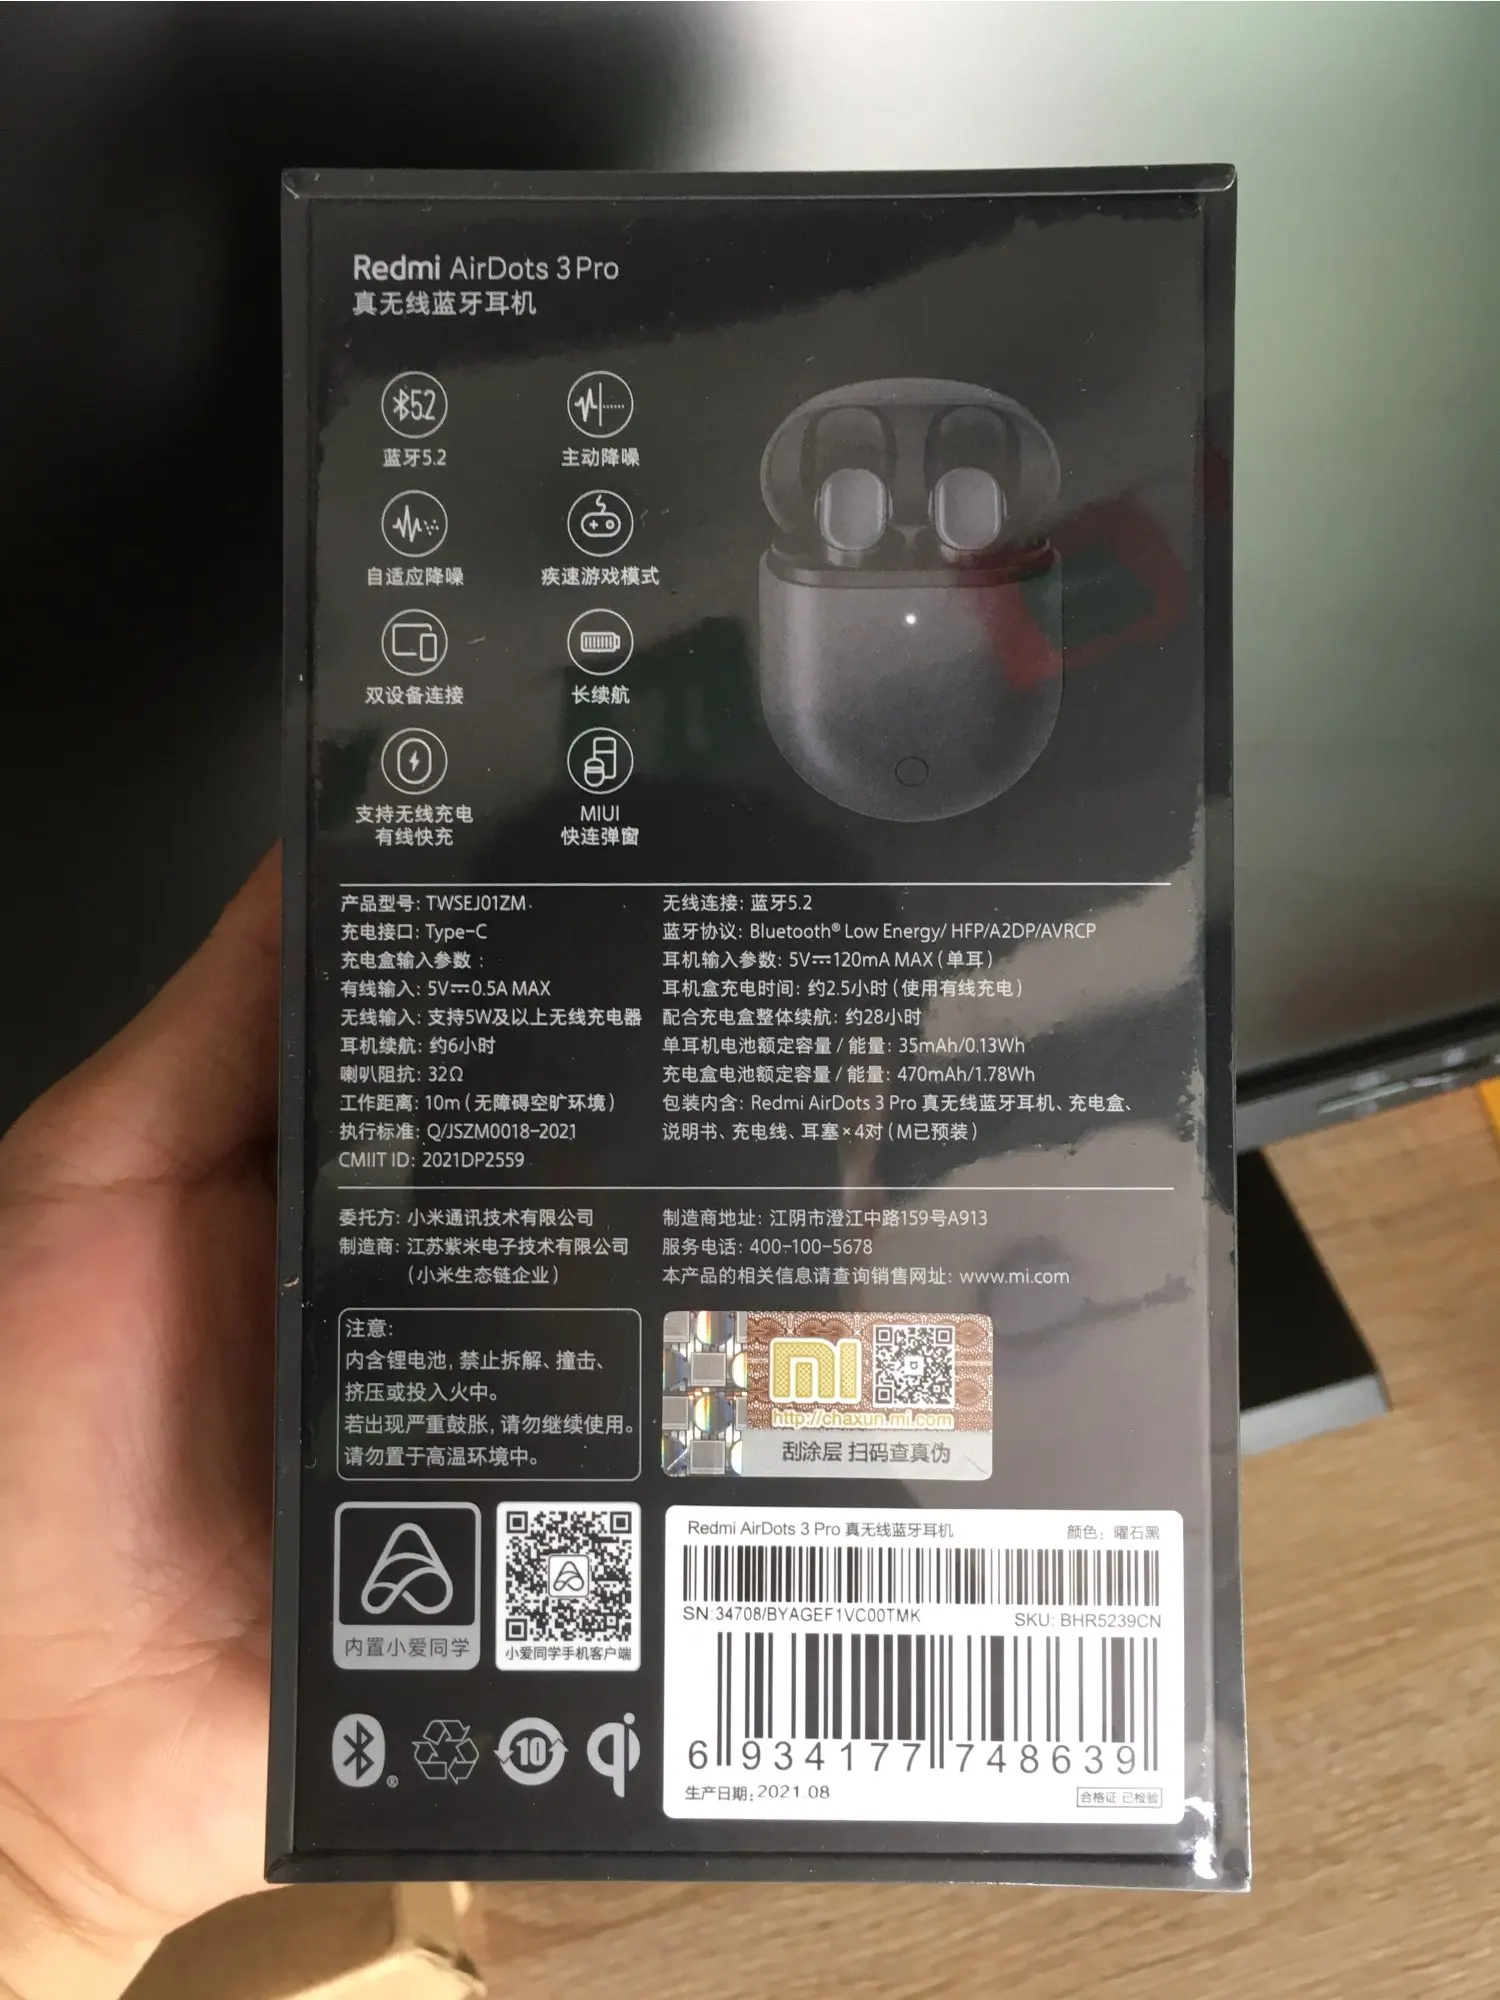 Redmi AirDots 3 Pro
真无线蓝牙耳机
52
蓝牙5.2
主动降噪
自适应降噪
疾速游戏模式
双设备连接
长续航
支持无线充电
有线快充
MIUI
快连弹窗
产品型号: TWSEJ01ZM
充电接口: Type-C
充电盒输入参数:
有线输入: 5V⎓0.5A MAX
无线输入: 支持5W及以上无线充电器
耳机续航: 约6小时
喇叭阻抗: 32Ω
工作距离: 10m (无障碍空旷环境)
执行标准: Q/JSZM0018-2021
CMIIT ID: 2021DP2559
无线连接: 蓝牙5.2
蓝牙协议: Bluetooth® Low Energy/ HFP/A2DP/AVRCP
耳机输入参数: 5V⎓120mA MAX (单耳)
耳机盒充电时间: 约2.5小时 (使用有线充电)
配合充电盒整体续航: 约28小时
单耳机电池额定容量 / 能量: 35mAh/0.13Wh
充电盒电池额定容量 / 能量: 470mAh/1.78Wh
包装内含: Redmi AirDots 3 Pro 真无线蓝牙耳机、充电盒、
说明书、充电线、耳塞×4对 (M已预装)
委托方: 小米通讯技术有限公司
制造商: 江苏紫米电子技术有限公司
(小米生态链企业)
制造商地址: 江阴市澄江中路159号A913
服务电话: 400-100-5678
本产品的相关信息请查询销售网址: www.mi.com
注意:
内含锂电池, 禁止拆解、撞击、
挤压或投入火中。
若出现严重鼓胀, 请勿继续使用。
请勿置于高温环境中。
mi
http://chaxun.mi.com
刮涂层 扫码查真伪
内置小爱同学
小爱同学手机客户端
Redmi AirDots 3 Pro 真无线蓝牙耳机 颜色: 曜石黑
SN:34708/BYAGEF1VC00TMK SKU: BHR5239CN
6 934177 748639
生产日期: 2021.08
合格证 已检验
® 10 qi